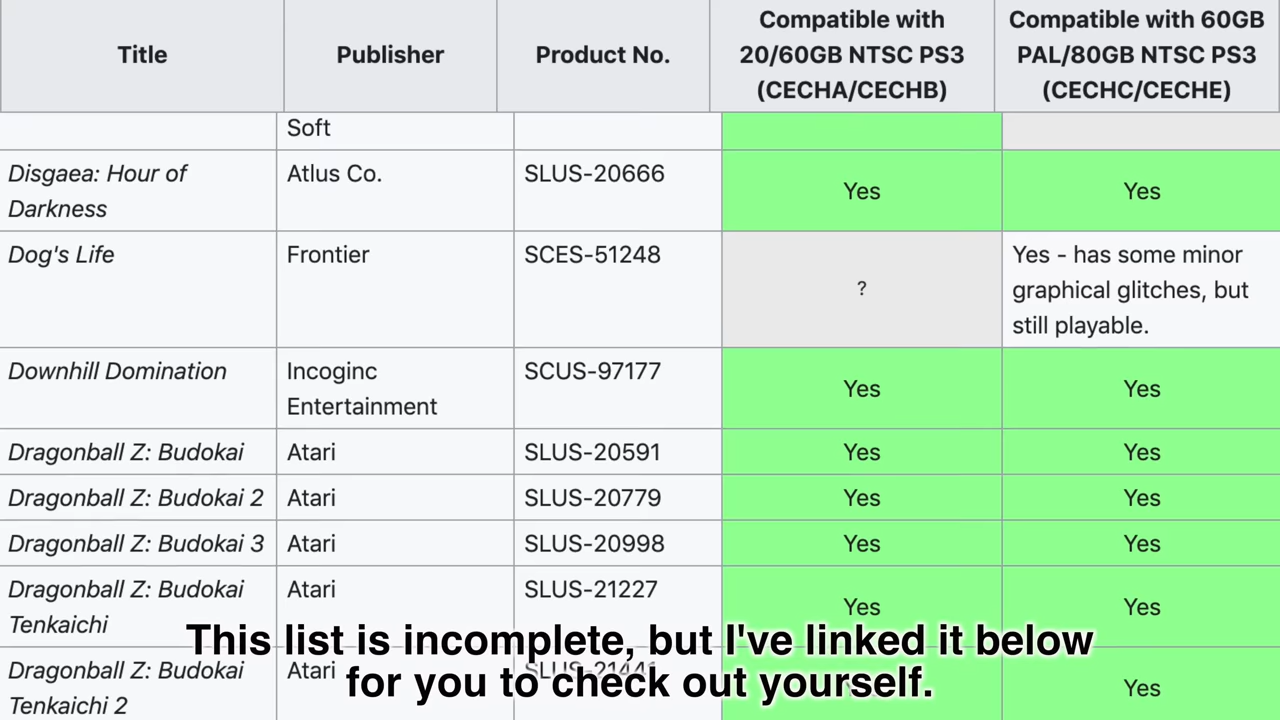 Title
Publisher
Product No.
Compatible with
20/60GB NTSC PS3
(CECHA/CECHB)
Compatible with 60GB
PAL/80GB NTSC PS3
(CECHC/CECHE)
Soft
Disgaea: Hour of
Darkness
Atlus Co.
SLUS-20666
Yes
Yes
Dog's Life
Frontier
SCES-51248
?
Yes - has some minor
graphical glitches, but
still playable.
Downhill Domination
Incoginc
Entertainment
SCUS-97177
Yes
Yes
Dragonball Z: Budokai
Atari
SLUS-20591
Yes
Yes
Dragonball Z: Budokai 2
Atari
SLUS-20779
Yes
Yes
Dragonball Z: Budokai 3
Atari
SLUS-20998
Yes
Yes
Dragonball Z: Budokai
Tenkaichi
Atari
SLUS-21227
Yes
Yes
Dragonball Z: Budokai
Tenkaichi 2
Atari
SLUS-21441
Yes
This list is incomplete, but I've linked it below
for you to check out yourself.